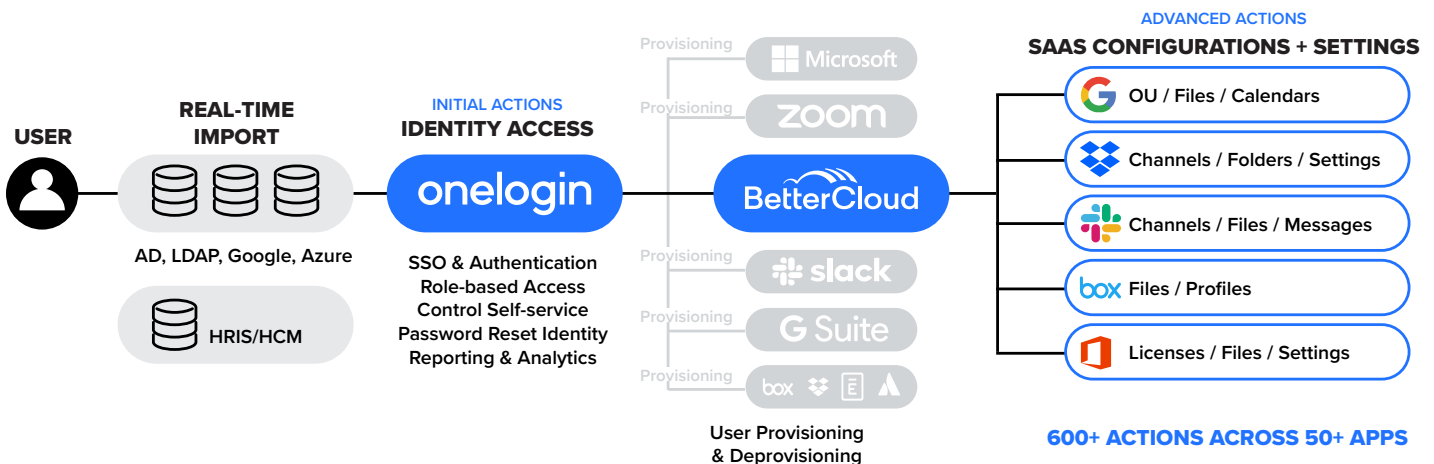 USER
REAL-TIME
IMPORT
AD, LDAP, Google, Azure
HRIS/HCM
INITIAL ACTIONS
IDENTITY ACCESS
onelogin
SSO & Authentication
Role-based Access
Control Self-service
Password Reset Identity
Reporting & Analytics
Provisioning
Microsoft
Provisioning
zoom
BetterCloud
Provisioning
slack
Provisioning
G Suite
Provisioning
box E
User Provisioning
& Deprovisioning
ADVANCED ACTIONS
SAAS CONFIGURATIONS + SETTINGS
G OU / Files / Calendars
Channels / Folders / Settings
Channels / Files / Messages
box Files / Profiles
Licenses / Files / Settings
600+ ACTIONS ACROSS 50+ APPS